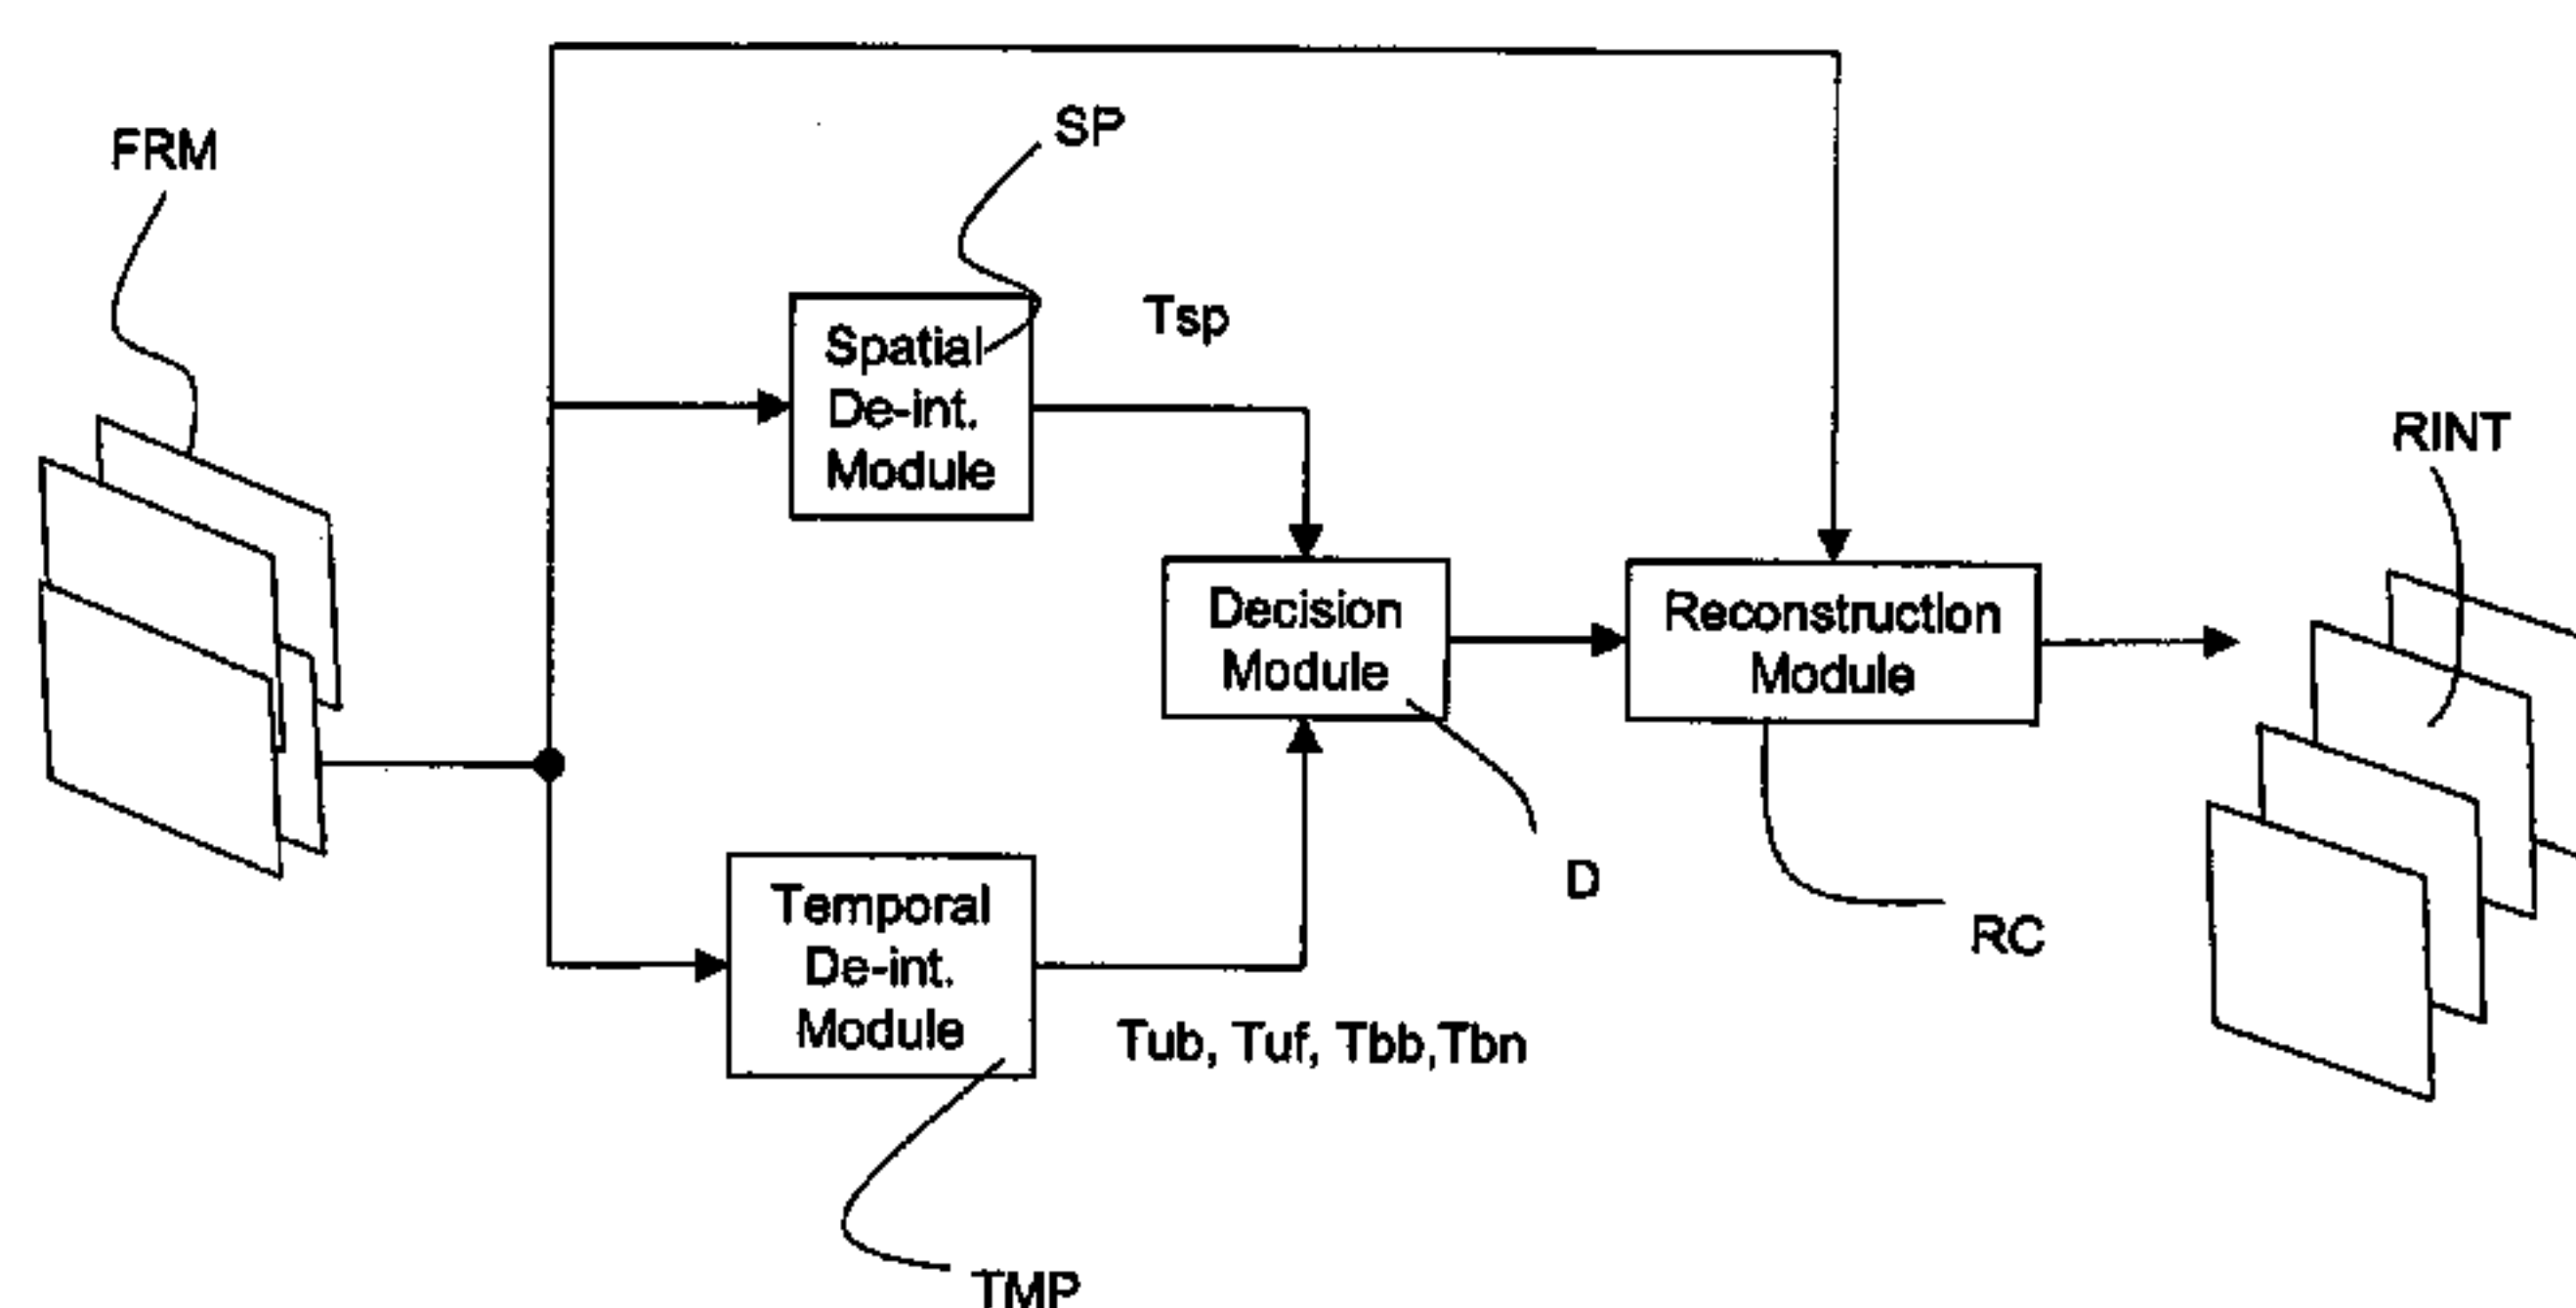 SP
FRM
Tsp
Spatial
De-int.
Module
RINT
Decision
Module
Reconstruction
Module
D
Temporal
De-int.
Module
RC
Tub, Tuf, Tbb,Tbn
TMP